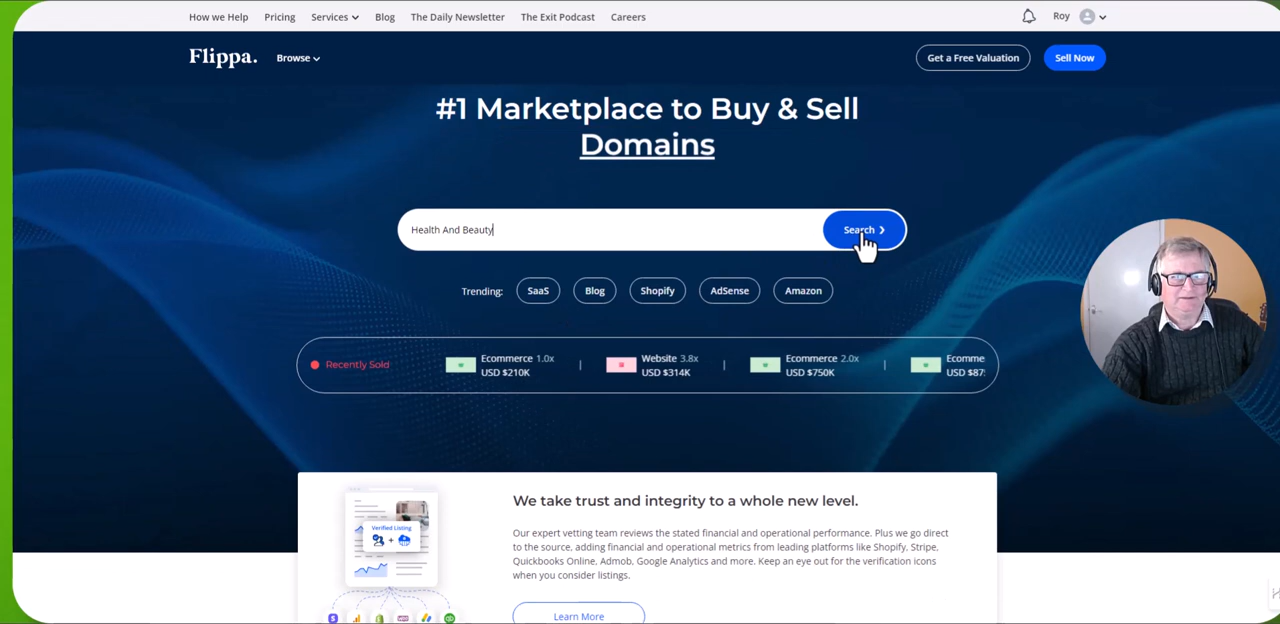 How we Help Pricing Services Blog The Daily Newsletter The Exit Podcast Careers Roy
Flippa. Browse Get a Free Valuation Sell Now
#1 Marketplace to Buy & Sell
Domains
Health And Beauty Search
Trending: SaaS Blog Shopify AdSense Amazon
Recently Sold
Ecommerce 1.0x
USD $210K
Website 3.8x
USD $314K
Ecommerce 2.0x
USD $750K
Ecomme
USD $87
Verified Listing
We take trust and integrity to a whole new level.
Our expert vetting team reviews the stated financial and operational performance. Plus we go direct
to the source, adding financial and operational metrics from leading platforms like Shopify, Stripe,
Quickbooks Online, Admob, Google Analytics and more. Keep an eye out for the verification icons
when you consider listings.
Learn More